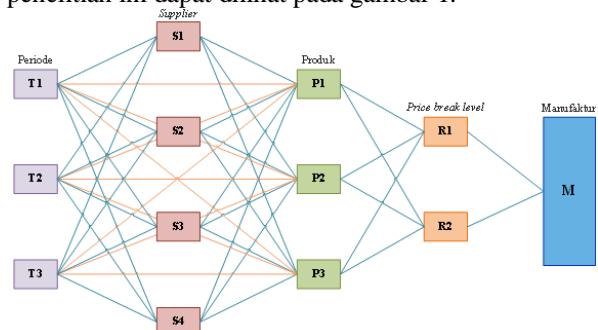 penelitian ini dapat dilihat pada gambar 1.
Supplier
S1
Periode
Produk
T1
P1
Price break level
Manufaktur
S2
R1
T2
P2
M
S3
R2
T3
P3
S4